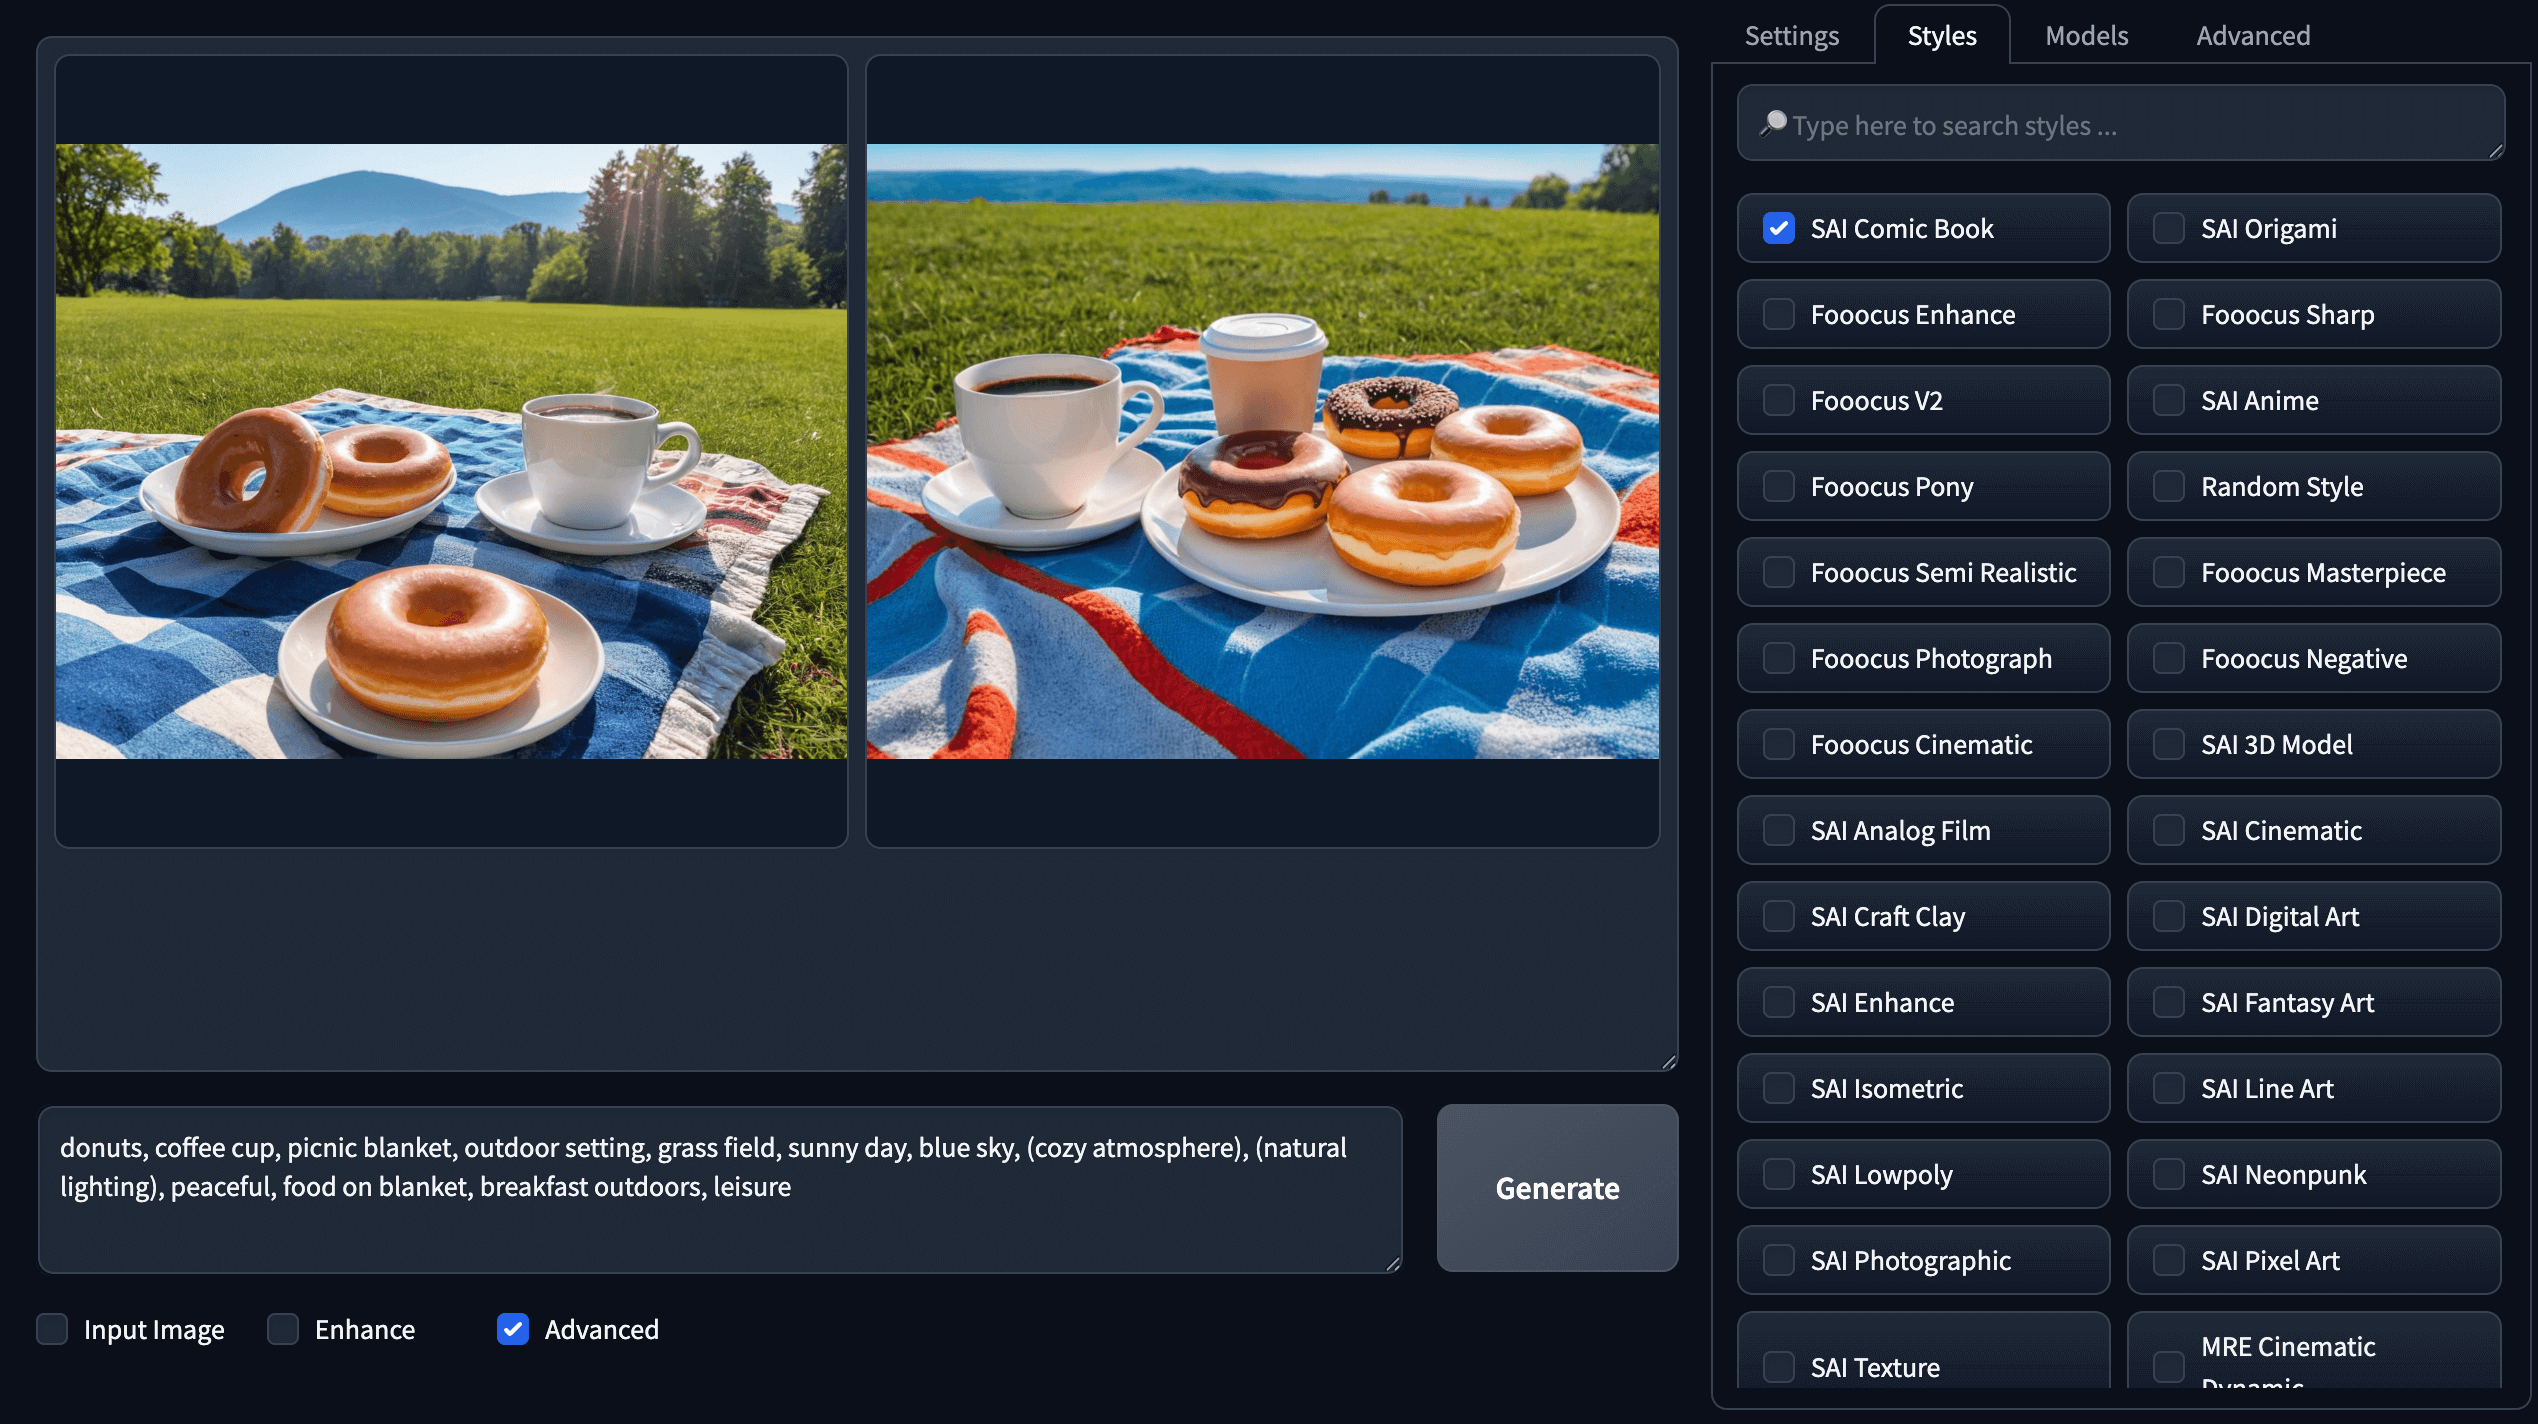 Settings
Styles
Models
Advanced
Type here to search styles ...
SAI Comic Book
SAI Origami
Fooocus Enhance
Fooocus Sharp
Fooocus V2
SAI Anime
Fooocus Pony
Random Style
Fooocus Semi Realistic
Fooocus Masterpiece
Fooocus Photograph
Fooocus Negative
Fooocus Cinematic
SAI 3D Model
SAI Analog Film
SAI Cinematic
SAI Craft Clay
SAI Digital Art
SAI Enhance
SAI Fantasy Art
SAI Isometric
SAI Line Art
SAI Lowpoly
SAI Neonpunk
SAI Photographic
SAI Pixel Art
SAI Texture
MRE Cinematic
Dynamic
donuts, coffee cup, picnic blanket, outdoor setting, grass field, sunny day, blue sky, (cozy atmosphere), (natural
lighting), peaceful, food on blanket, breakfast outdoors, leisure
Generate
Input Image
Enhance
Advanced